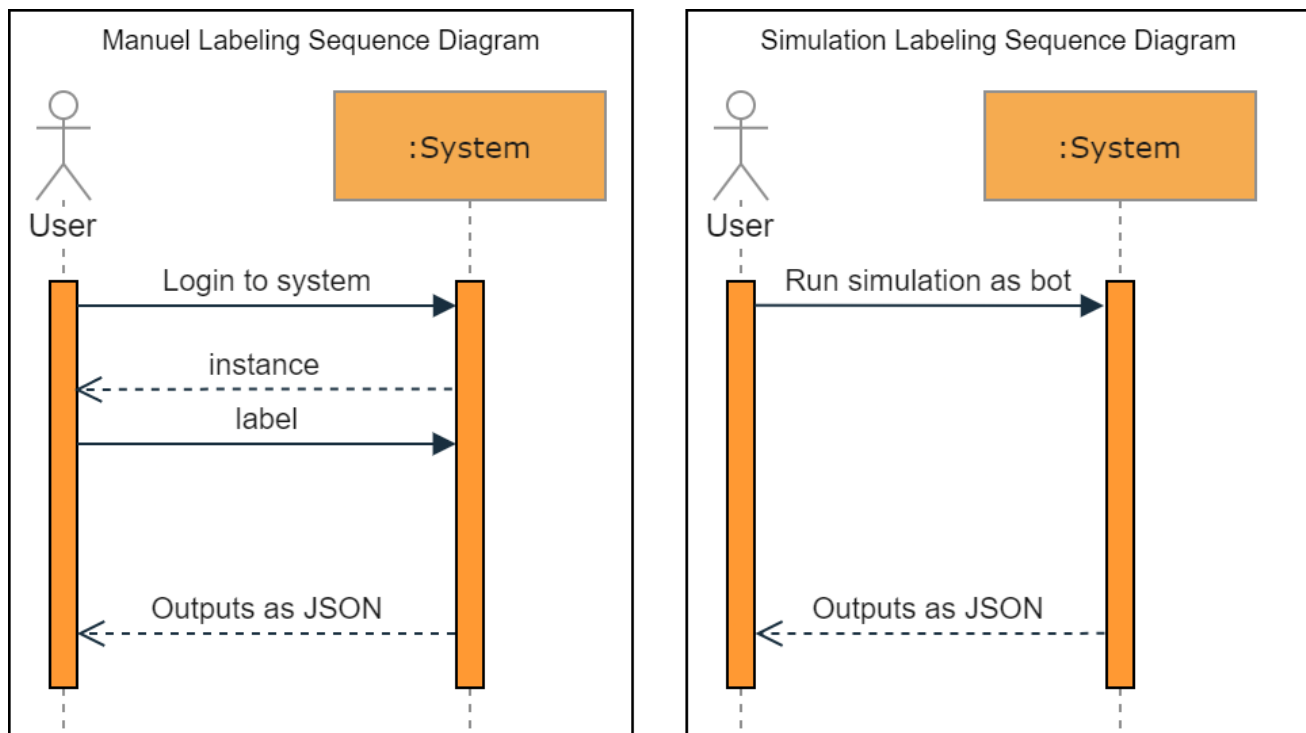 Manuel Labeling Sequence Diagram
:System
User
Login to system
instance
label
Outputs as JSON
Simulation Labeling Sequence Diagram
:System
User
Run simulation as bot
Outputs as JSON